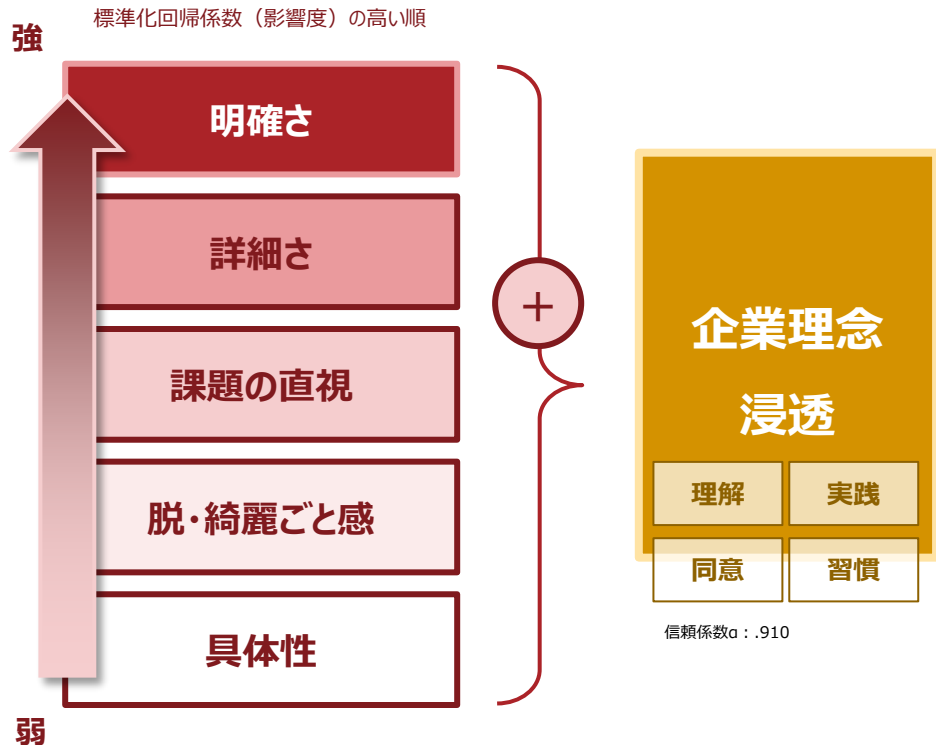 標準化回帰係数（影響度）の高い順
強
明確さ
詳細さ
課題の直視
脱・綺麗ごと感
具体性
弱
＋
企業理念
浸透
理解
実践
同意
習慣
信頼係数α：.910